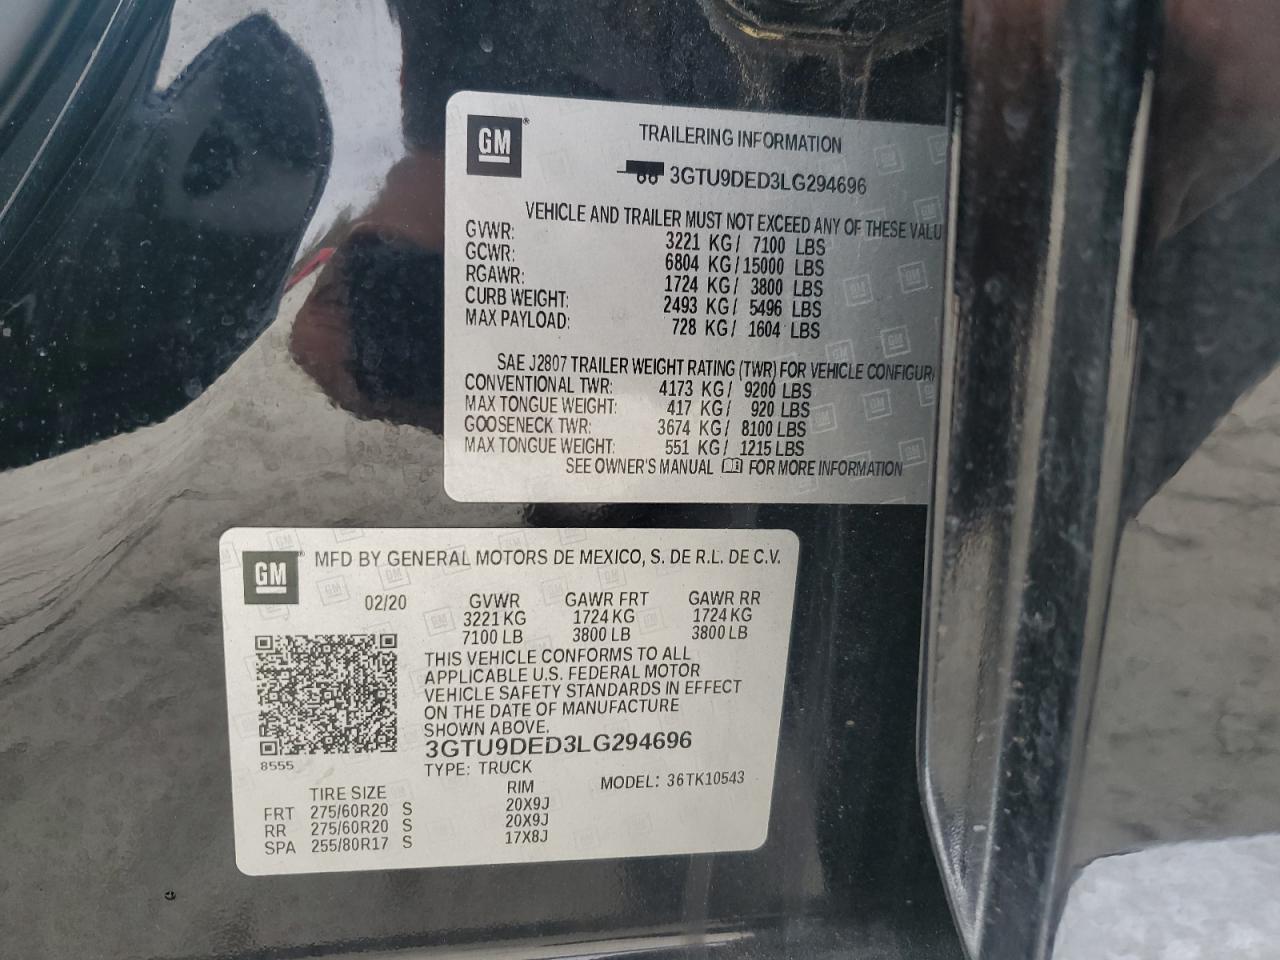 GM
TRAILERING INFORMATION
3GTU9DED3LG294696
VEHICLE AND TRAILER MUST NOT EXCEED ANY OF THESE VALU
GVWR: 3221 KG/ 7100 LBS
GCWR: 6804 KG/ 15000 LBS
RGAWR: 1724 KG/ 3800 LBS
CURB WEIGHT: 2493 KG/ 5496 LBS
MAX PAYLOAD: 728 KG/ 1604 LBS
SAE J2807 TRAILER WEIGHT RATING (TWR) FOR VEHICLE CONFIGUR
CONVENTIONAL TWR: 4173 KG/ 9200 LBS
MAX TONGUE WEIGHT: 417 KG/ 920 LBS
GOOSENECK TWR: 3674 KG/ 8100 LBS
MAX TONGUE WEIGHT: 551 KG/ 1215 LBS
SEE OWNER'S MANUAL FOR MORE INFORMATION
GM
MFD BY GENERAL MOTORS DE MEXICO, S. DE R.L. DE C.V.
02/20 GVWR GAWR FRT GAWR RR
3221 KG 1724 KG 1724 KG
7100 LB 3800 LB 3800 LB
THIS VEHICLE CONFORMS TO ALL
APPLICABLE U.S. FEDERAL MOTOR
VEHICLE SAFETY STANDARDS IN EFFECT
ON THE DATE OF MANUFACTURE
SHOWN ABOVE.
3GTU9DED3LG294696
8555
TYPE: TRUCK MODEL: 36TK10543
TIRE SIZE RIM
FRT 275/60R20 S 20X9J
RR 275/60R20 S 20X9J
SPA 255/80R17 S 17X8J